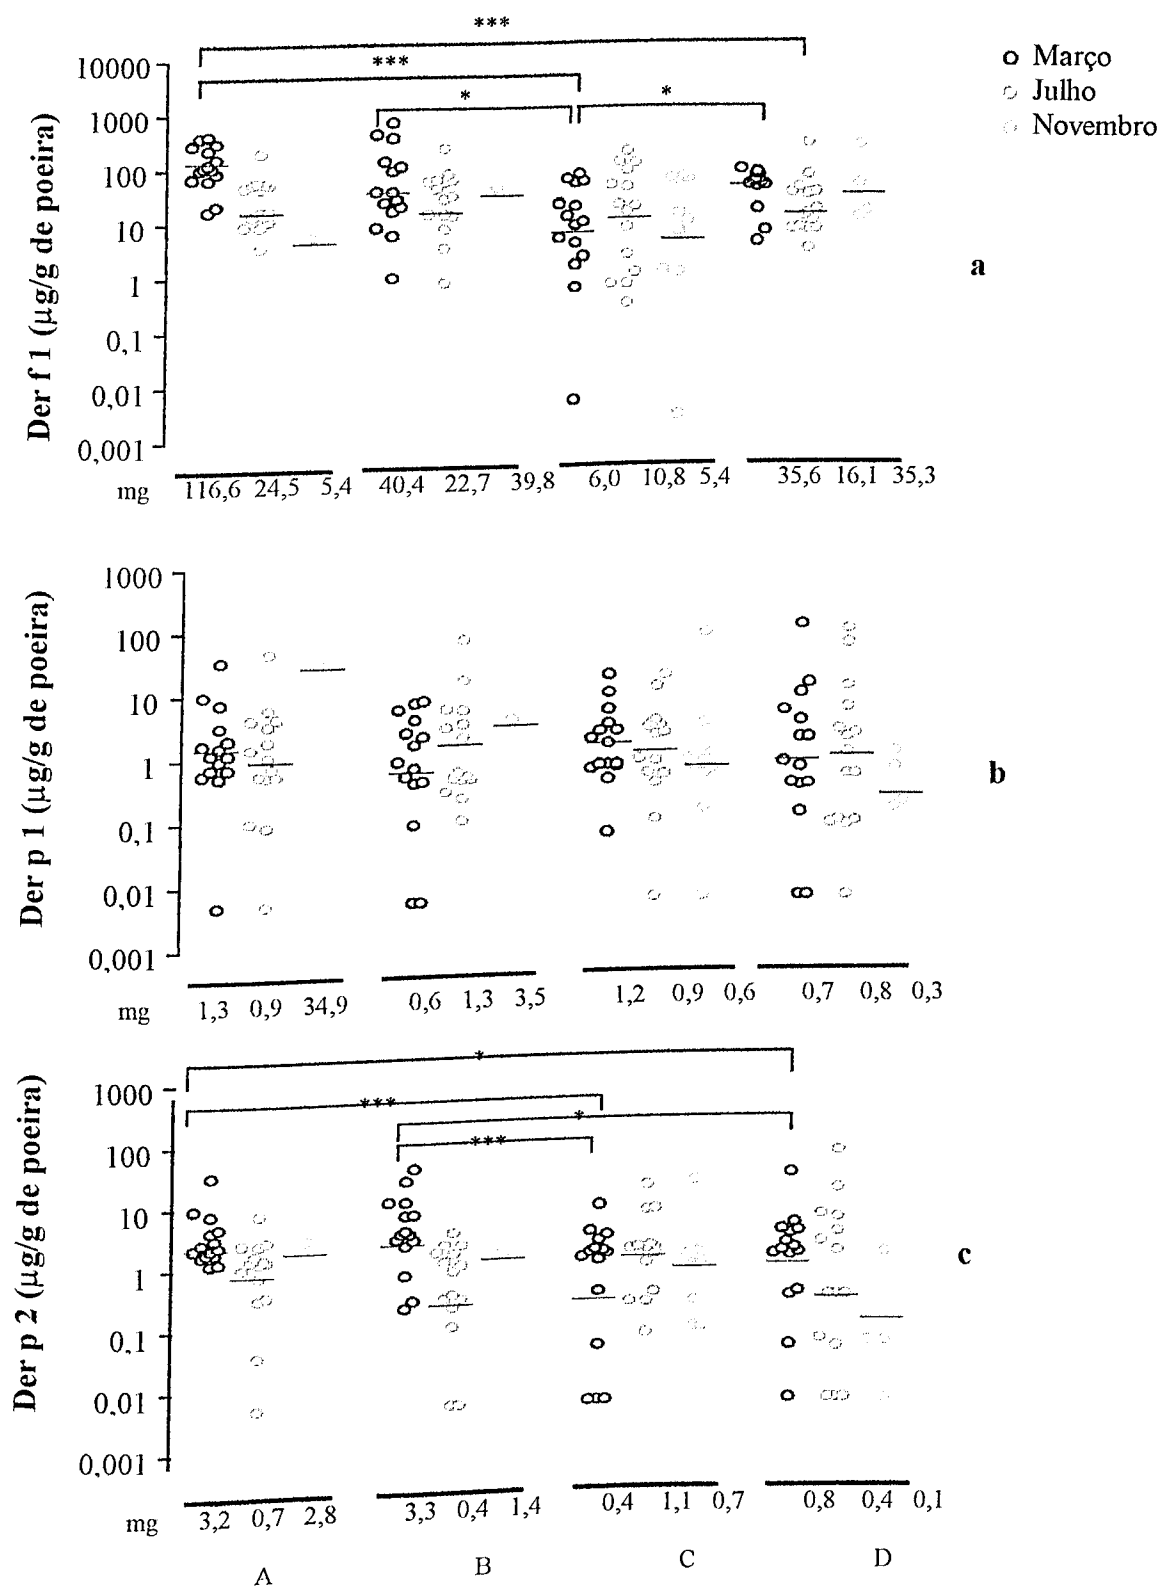 ***
***
*
*
Março
Julho
Novembro
Der f 1 (µg/g de poeira)
10000
1000
100
10
1
0,1
0,01
0,001
a
mg 116,6 24,5 5,4 40,4 22,7 39,8 6,0 10,8 5,4 35,6 16,1 35,3
Der p 1 (µg/g de poeira)
1000
100
10
1
0,1
0,01
0,001
b
mg 1,3 0,9 34,9 0,6 1,3 3,5 1,2 0,9 0,6 0,7 0,8 0,3
*
***
*
***
Der p 2 (µg/g de poeira)
1000
100
10
1
0,1
0,01
0,001
c
mg 3,2 0,7 2,8 3,3 0,4 1,4 0,4 1,1 0,7 0,8 0,4 0,1
A B C D